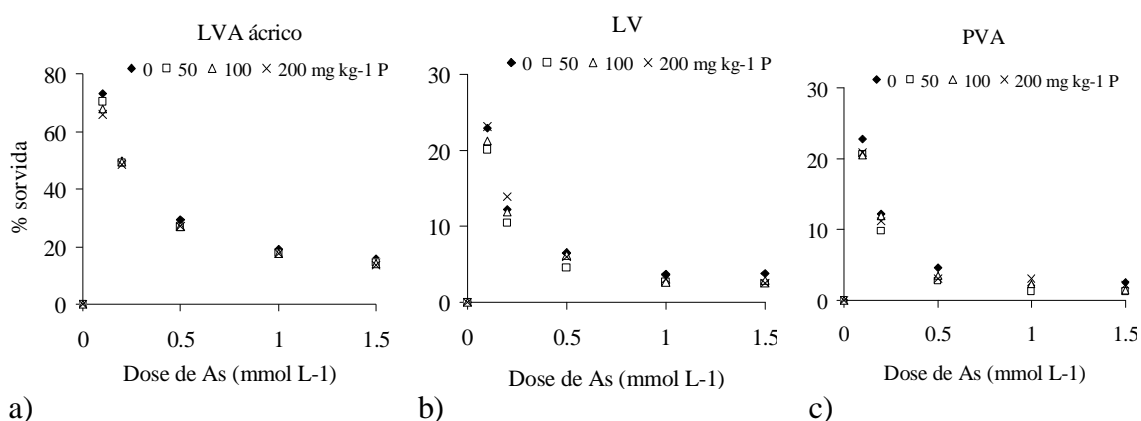 LVA ácrico
0 50 100 200 mg kg-1 P
80
60
40
20
0
% sorvida
0 0.5 1 1.5
Dose de As (mmol L-1)
a)
LV
0 50 100 200 mg kg-1 P
30
20
10
0
0 0.5 1 1.5
Dose de As (mmol L-1)
b)
PVA
0 50 100 200 mg kg-1 P
30
20
10
0
0 0.5 1 1.5
Dose de As (mmol L-1)
c)